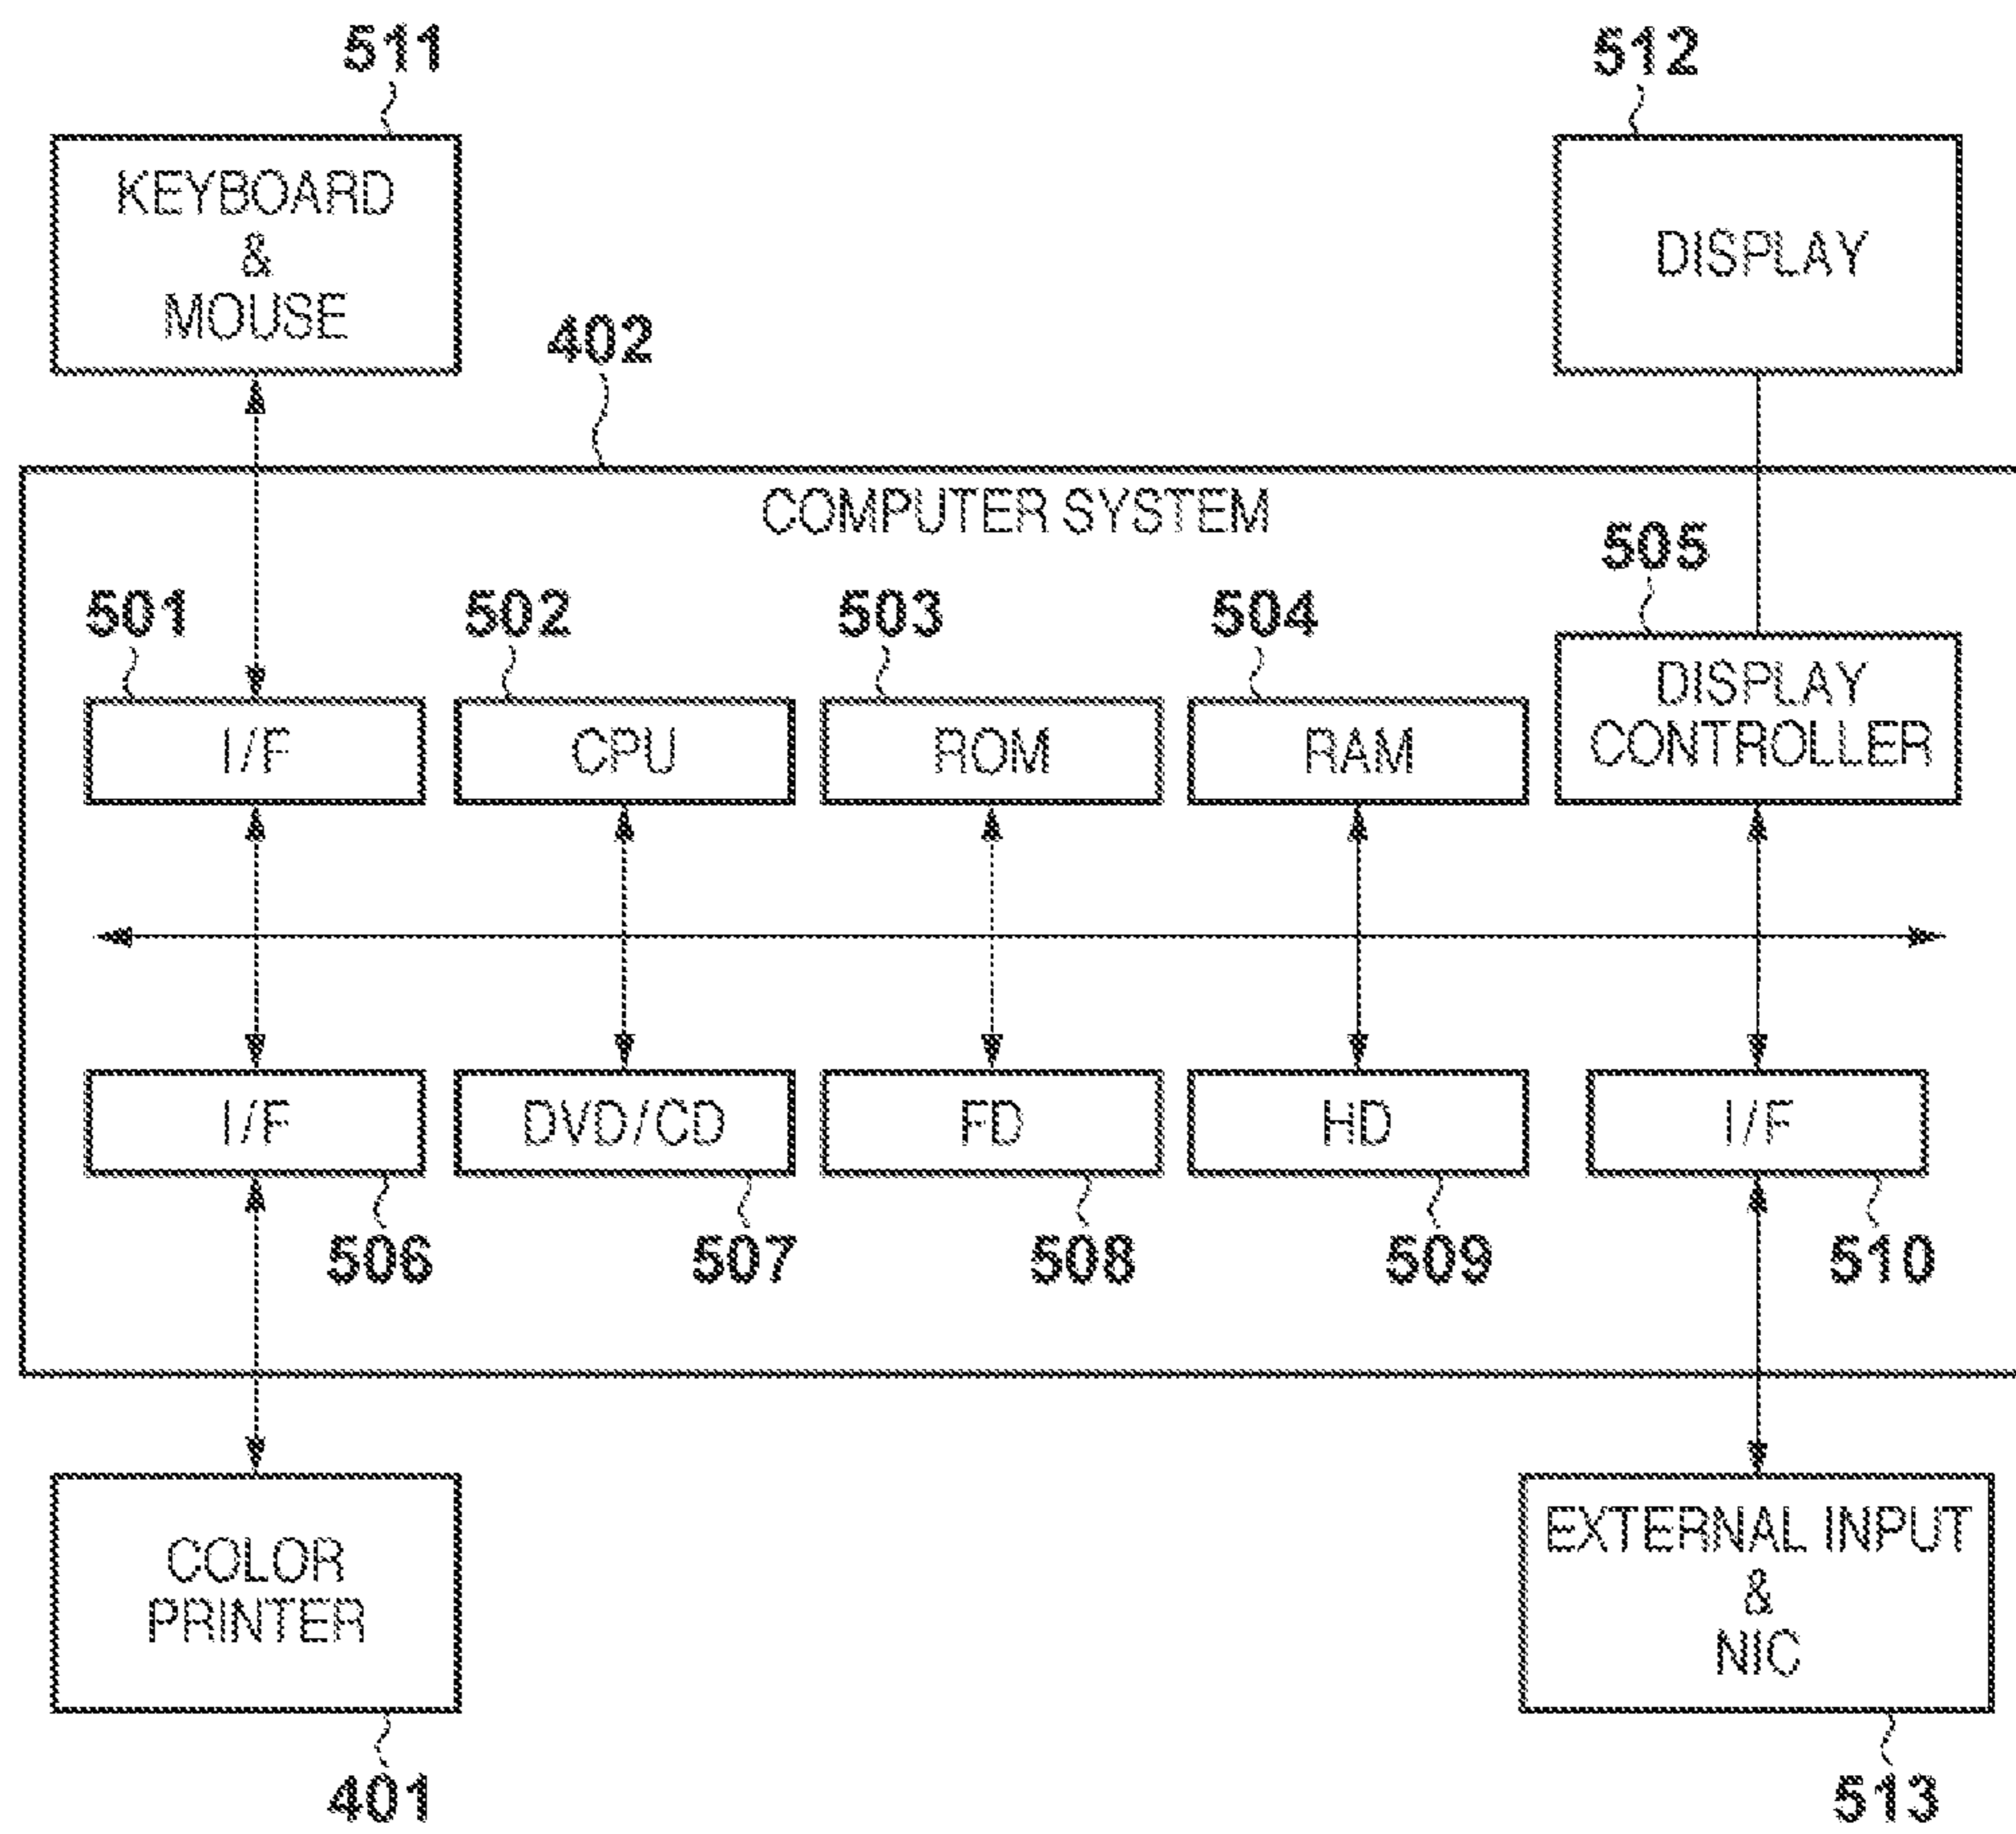 511
512
KEYBOARD
&
MOUSE
DISPLAY
402
COMPUTER SYSTEM
505
501
502
503
504
I/F
CPU
ROM
RAM
DISPLAY
CONTROLLER
I/F
DVD/CD
FD
HD
I/F
506
507
508
509
510
COLOR
PRINTER
EXTERNAL INPUT
&
NIC
401
513